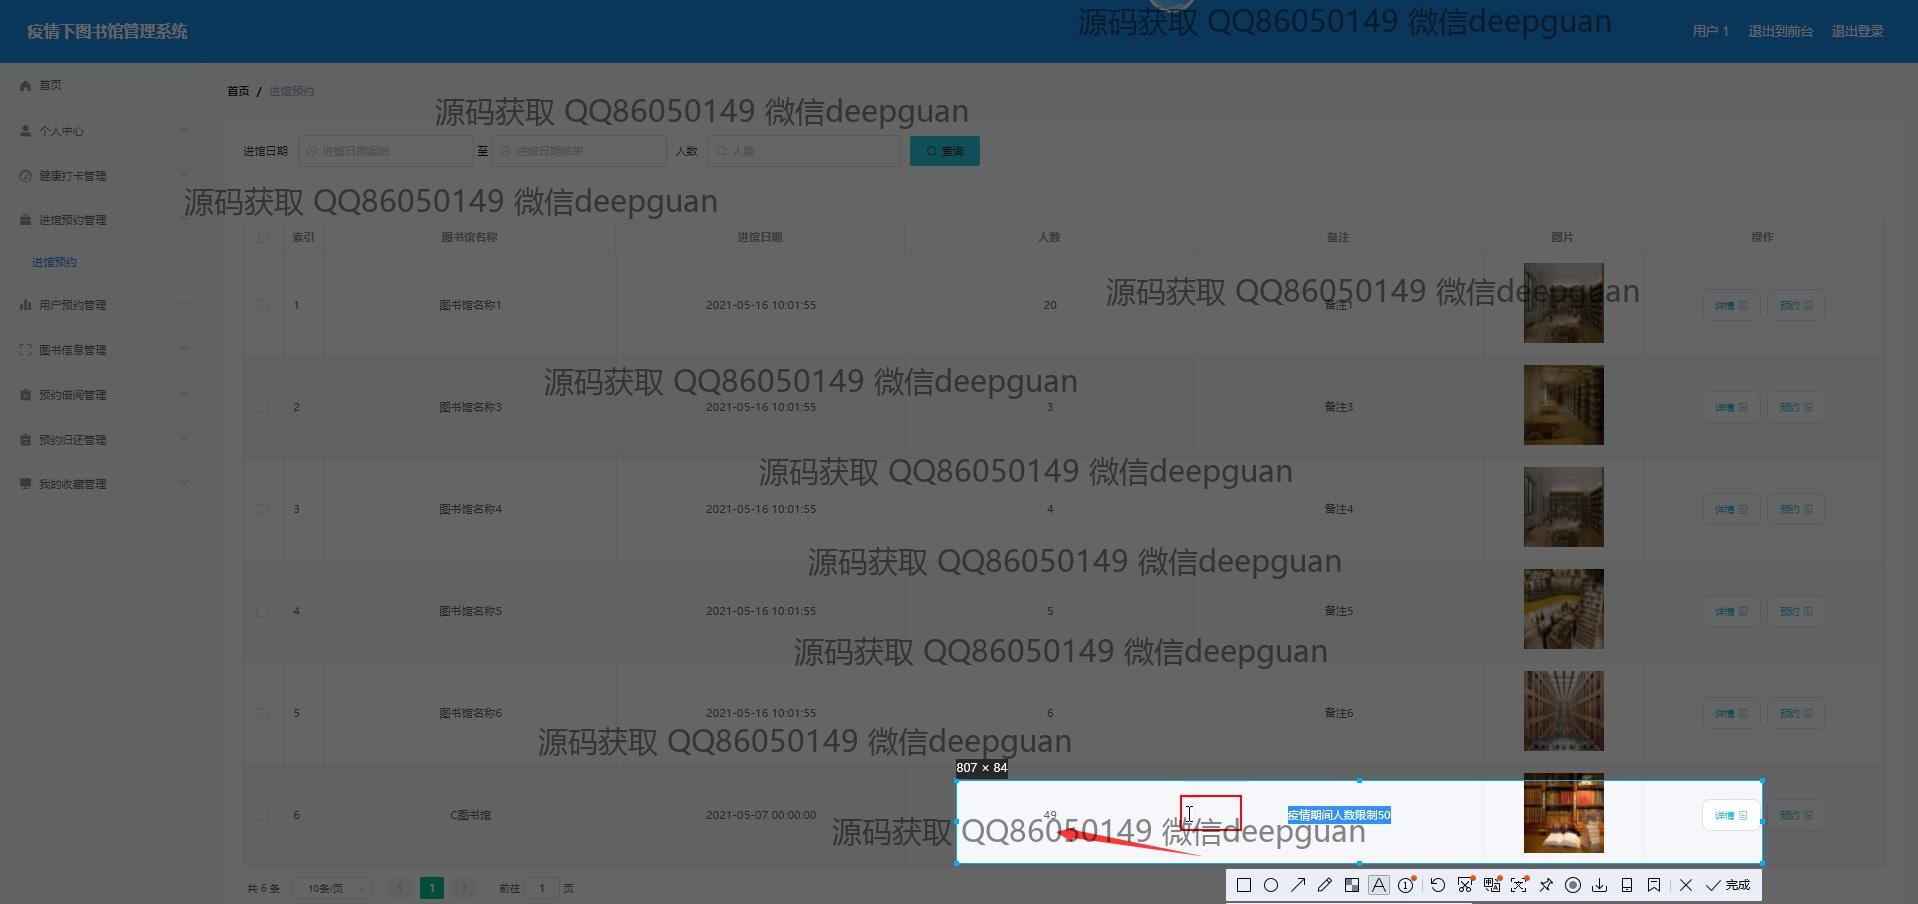 疫情下图书馆管理系统
源码获取 QQ86050149 微信deepguan
用户 1 退出到前台 退出登录
首页
个人中心
健康打卡管理
进馆预约管理
进馆预约
用户预约管理
图书信息管理
预约借阅管理
预约归还管理
我的收藏管理
首页 / 进馆预约
源码获取 QQ86050149 微信deepguan
进馆日期 进馆日期起始 至 进馆日期结束 人数 人数 查询
源码获取 QQ86050149 微信deepguan
索引 图书馆名称 进馆日期 人数 备注 图片 操作
源码获取 QQ86050149 微信deepguan
1 图书馆名称1 2021-05-16 10:01:55 20 备注1 详情 预约
源码获取 QQ86050149 微信deepguan
2 图书馆名称3 2021-05-16 10:01:55 3 备注3 详情 预约
源码获取 QQ86050149 微信deepguan
3 图书馆名称4 2021-05-16 10:01:55 4 备注4 详情 预约
源码获取 QQ86050149 微信deepguan
4 图书馆名称5 2021-05-16 10:01:55 5 备注5 详情 预约
源码获取 QQ86050149 微信deepguan
5 图书馆名称6 2021-05-16 10:01:55 6 备注6 详情 预约
源码获取 QQ86050149 微信deepguan
807 × 84
6 C图书馆 2021-05-07 00:00:00 49 疫情期间人数限制50 详情 预约
源码获取 QQ86050149 微信deepguan
共 6 条 10条/页 1 前往 1 页
完成